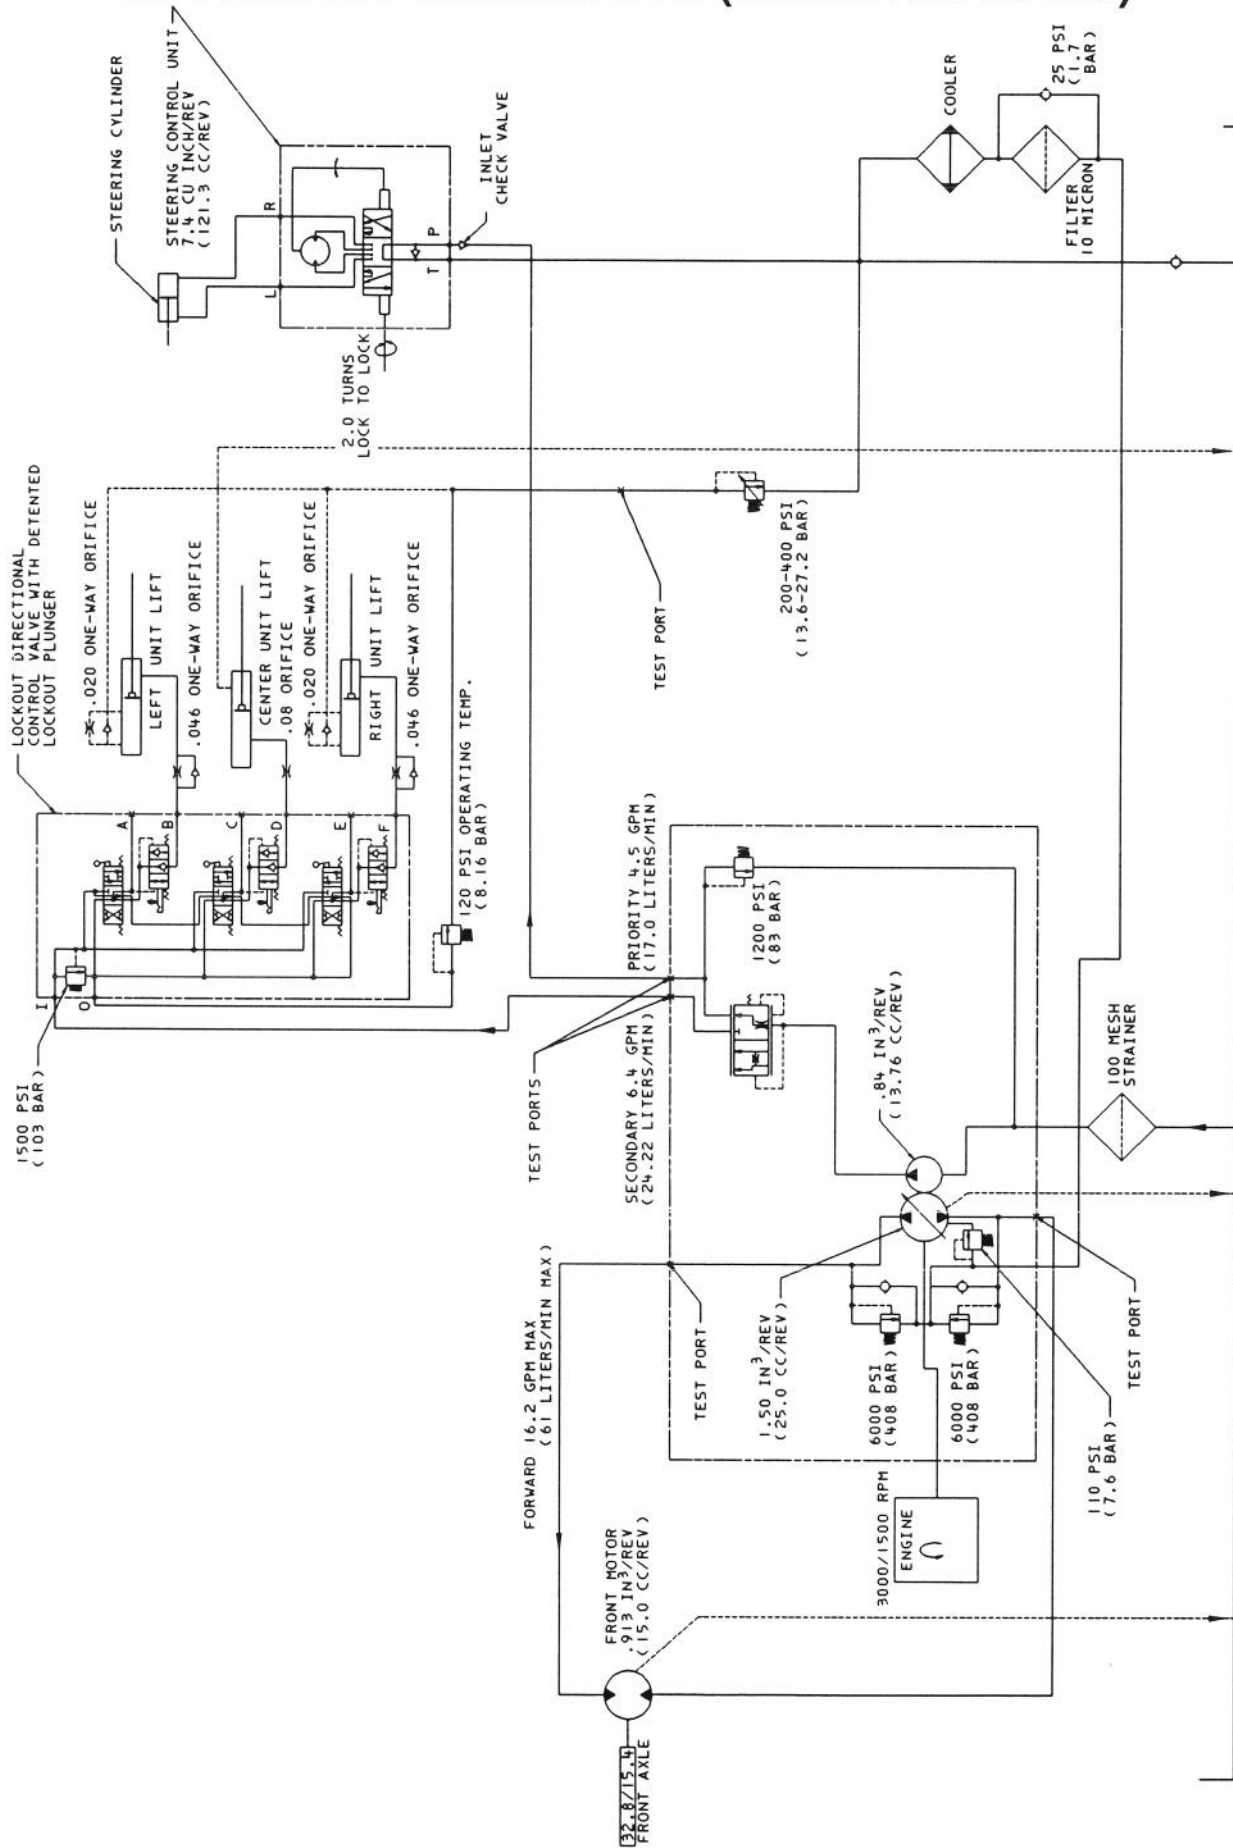 STEERING CYLINDER
STEERING CONTROL UNIT
7.4 CU INCH/REV
(121.3 CC/REV)
L
R
T
P
INLET
CHECK VALVE
2.0 TURNS
LOCK TO LOCK
COOLER
25 PSI
(1.7
BAR)
FILTER
10 MICRON
LOCKOUT DIRECTIONAL
CONTROL VALVE WITH DETENTED
LOCKOUT PLUNGER
.020 ONE-WAY ORIFICE
LEFT UNIT LIFT
.046 ONE-WAY ORIFICE
CENTER UNIT LIFT
.08 ORIFICE
.020 ONE-WAY ORIFICE
RIGHT UNIT LIFT
.046 ONE-WAY ORIFICE
I
O
A
B
C
D
E
F
1500 PSI
(103 BAR)
120 PSI OPERATING TEMP.
(8.16 BAR)
TEST PORT
200-400 PSI
(13.6-27.2 BAR)
TEST PORTS
PRIORITY 4.5 GPM
(17.0 LITERS/MIN)
SECONDARY 6.4 GPM
(24.22 LITERS/MIN)
1200 PSI
(83 BAR)
.84 IN³/REV
(13.76 CC/REV)
100 MESH
STRAINER
FORWARD 16.2 GPM MAX
(61 LITERS/MIN MAX)
TEST PORT
1.50 IN³/REV
(25.0 CC/REV)
6000 PSI
(408 BAR)
6000 PSI
(408 BAR)
TEST PORT
110 PSI
(7.6 BAR)
3000/1500 RPM
ENGINE
FRONT MOTOR
.913 IN³/REV
(15.0 CC/REV)
32.8/15.4
FRONT AXLE